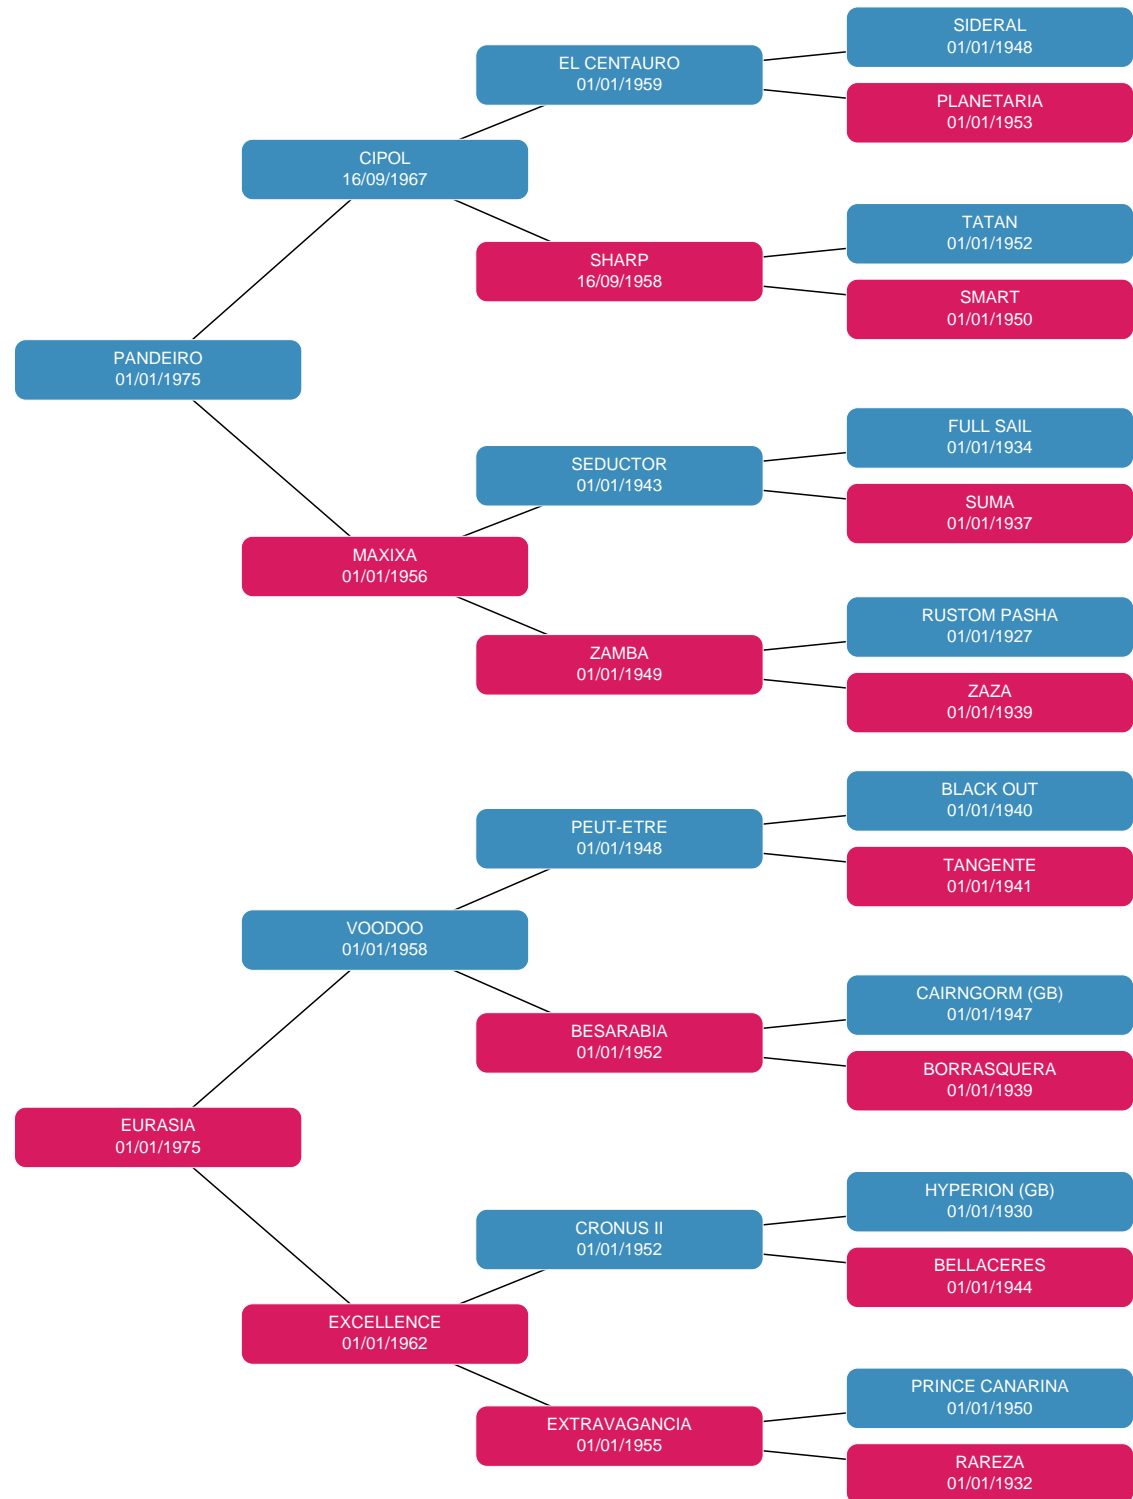 SIDERAL
01/01/1948
EL CENTAURO
01/01/1959
PLANETARIA
01/01/1953
CIPOL
16/09/1967
TATAN
01/01/1952
SHARP
16/09/1958
SMART
01/01/1950
PANDEIRO
01/01/1975
FULL SAIL
01/01/1934
SEDUCTOR
01/01/1943
SUMA
01/01/1937
MAXIXA
01/01/1956
RUSTOM PASHA
01/01/1927
ZAMBA
01/01/1949
ZAZA
01/01/1939
BLACK OUT
01/01/1940
PEUT-ETRE
01/01/1948
TANGENTE
01/01/1941
VOODOO
01/01/1958
CAIRNGORM (GB)
01/01/1947
BESARABIA
01/01/1952
BORRASQUERA
01/01/1939
EURASIA
01/01/1975
HYPERION (GB)
01/01/1930
CRONUS II
01/01/1952
BELLACERES
01/01/1944
EXCELLENCE
01/01/1962
PRINCE CANARINA
01/01/1950
EXTRAVAGANCIA
01/01/1955
RAREZA
01/01/1932